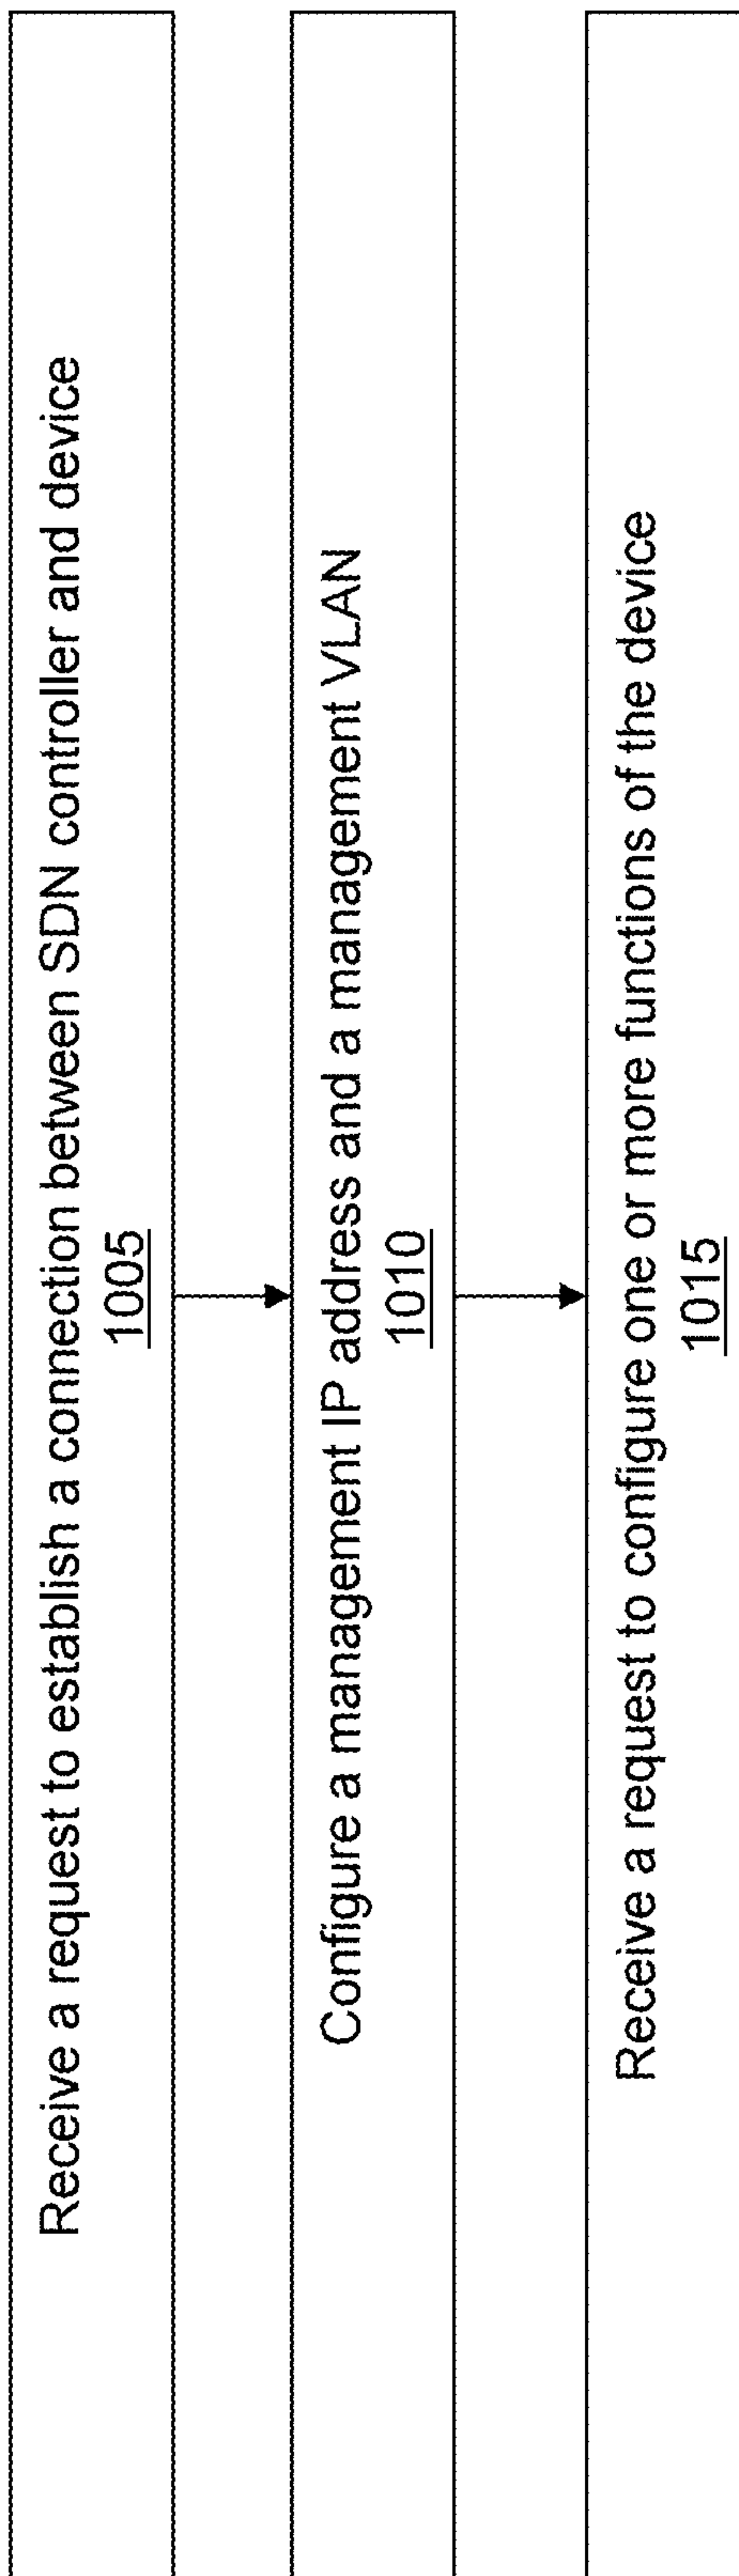 Receive a request to establish a connection between SDN controller and device
1005
Configure a management IP address and a management VLAN
1010
Receive a request to configure one or more functions of the device
1015